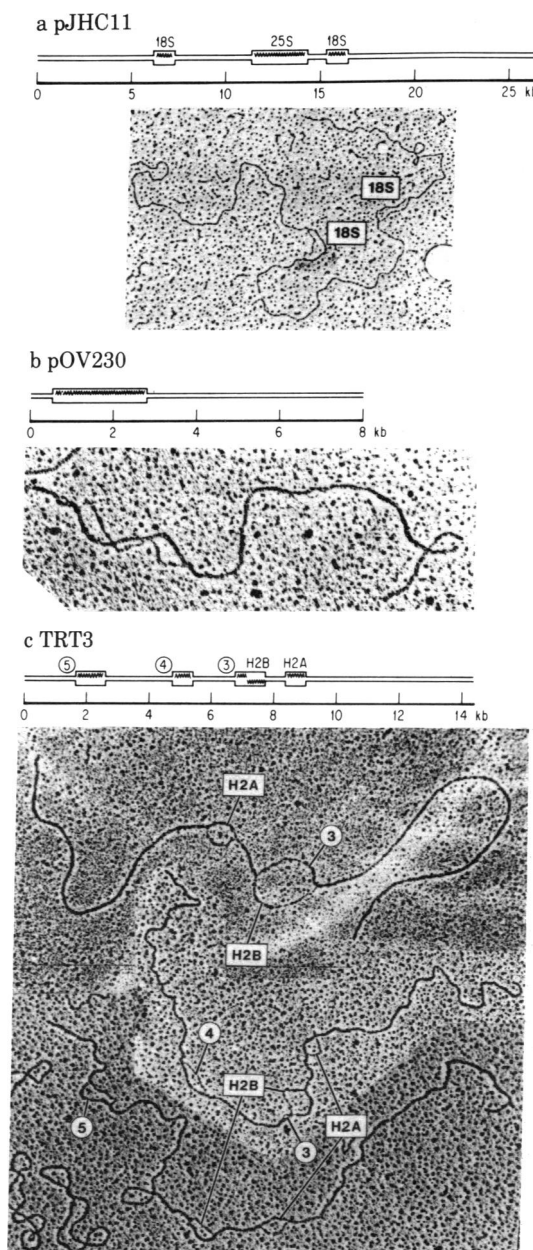 a pJHC11
18S 25S 18S
0 5 10 15 20 25 kb
18S
18S
b pOV230
0 2 4 6 8 kb
c TRT3
5 4 3 H2B H2A
0 2 4 6 8 10 12 14 kb
H2A
3
H2B
4
H2B
5
3
H2A